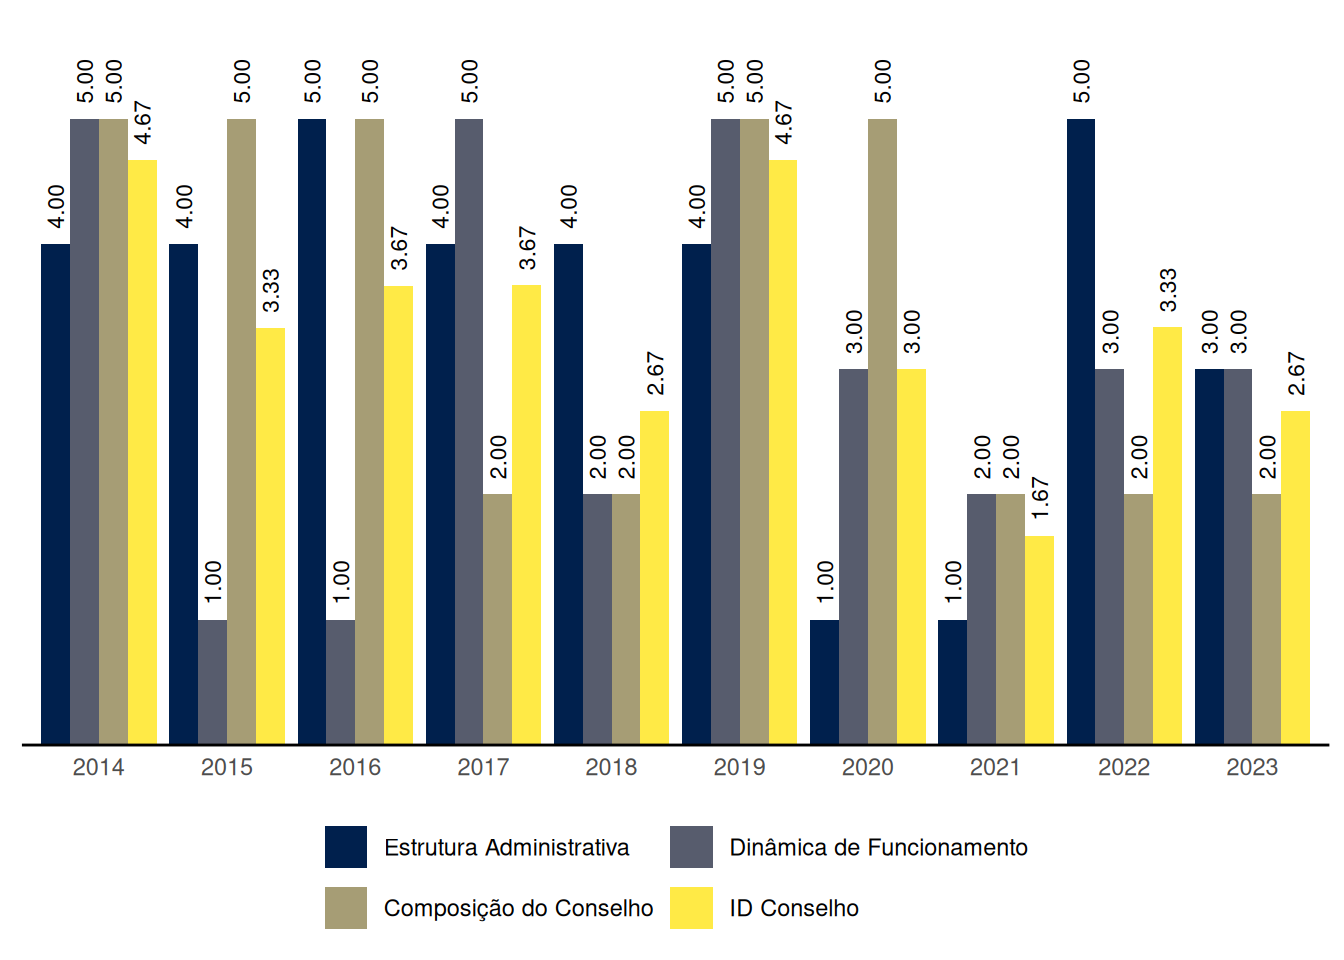 5.00 5.00 5.00 5.00 5.00 5.00 5.00 5.00 5.00 5.00
4.67 4.67
4.00 4.00 4.00 4.00 4.00
3.67 3.67
3.33 3.33
3.00 3.00 3.00 3.00 3.00
2.67 2.67
2.00 2.00 2.00 2.00 2.00 2.00 2.00
1.67
1.00 1.00 1.00 1.00
2014 2015 2016 2017 2018 2019 2020 2021 2022 2023
Estrutura Administrativa Dinâmica de Funcionamento
Composição do Conselho ID Conselho